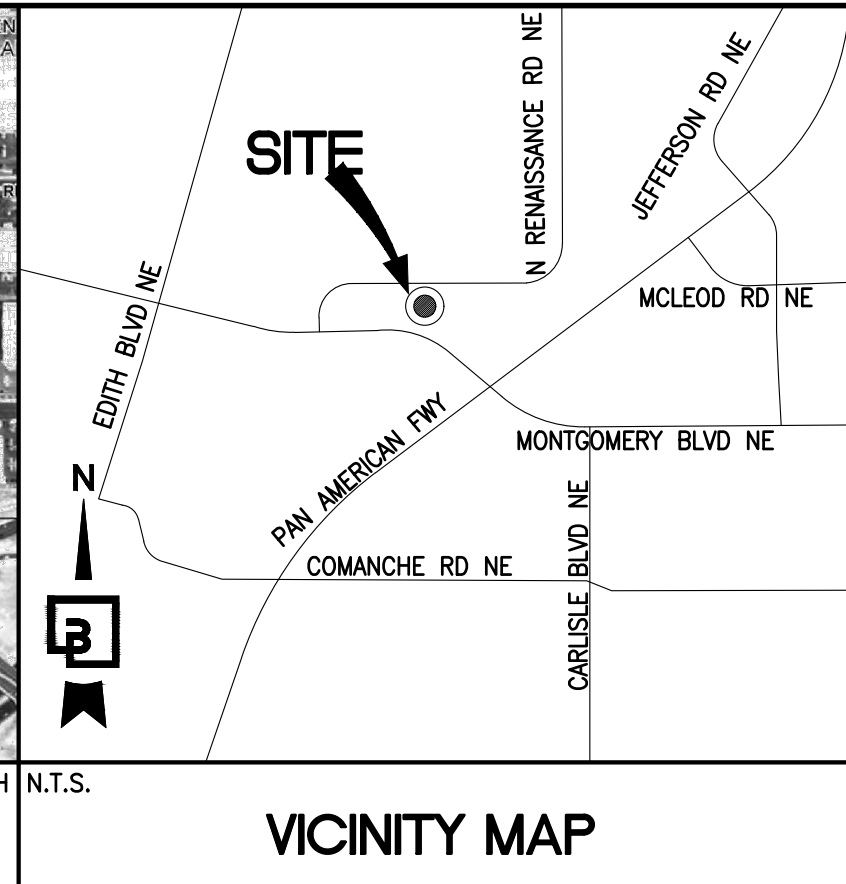 N
A
R
SITE
N RENAISSANCE RD NE
JEFFERSON RD NE
MCLEOD RD NE
EDITH BLVD NE
PAN AMERICAN FWY
MONTGOMERY BLVD NE
N
COMANCHE RD NE
CARLISLE BLVD NE
B
H
N.T.S.
VICINITY MAP